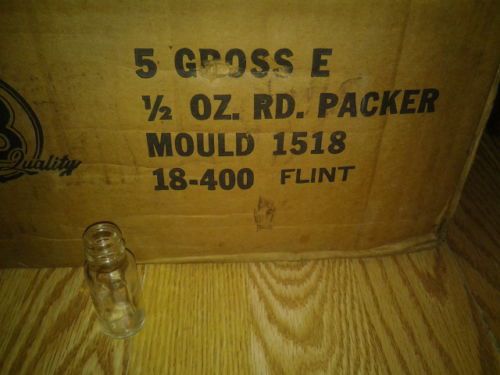 5 GROSS E
½ OZ. RD. PACKER
MOULD 1518
18-400 FLINT
B
Quality